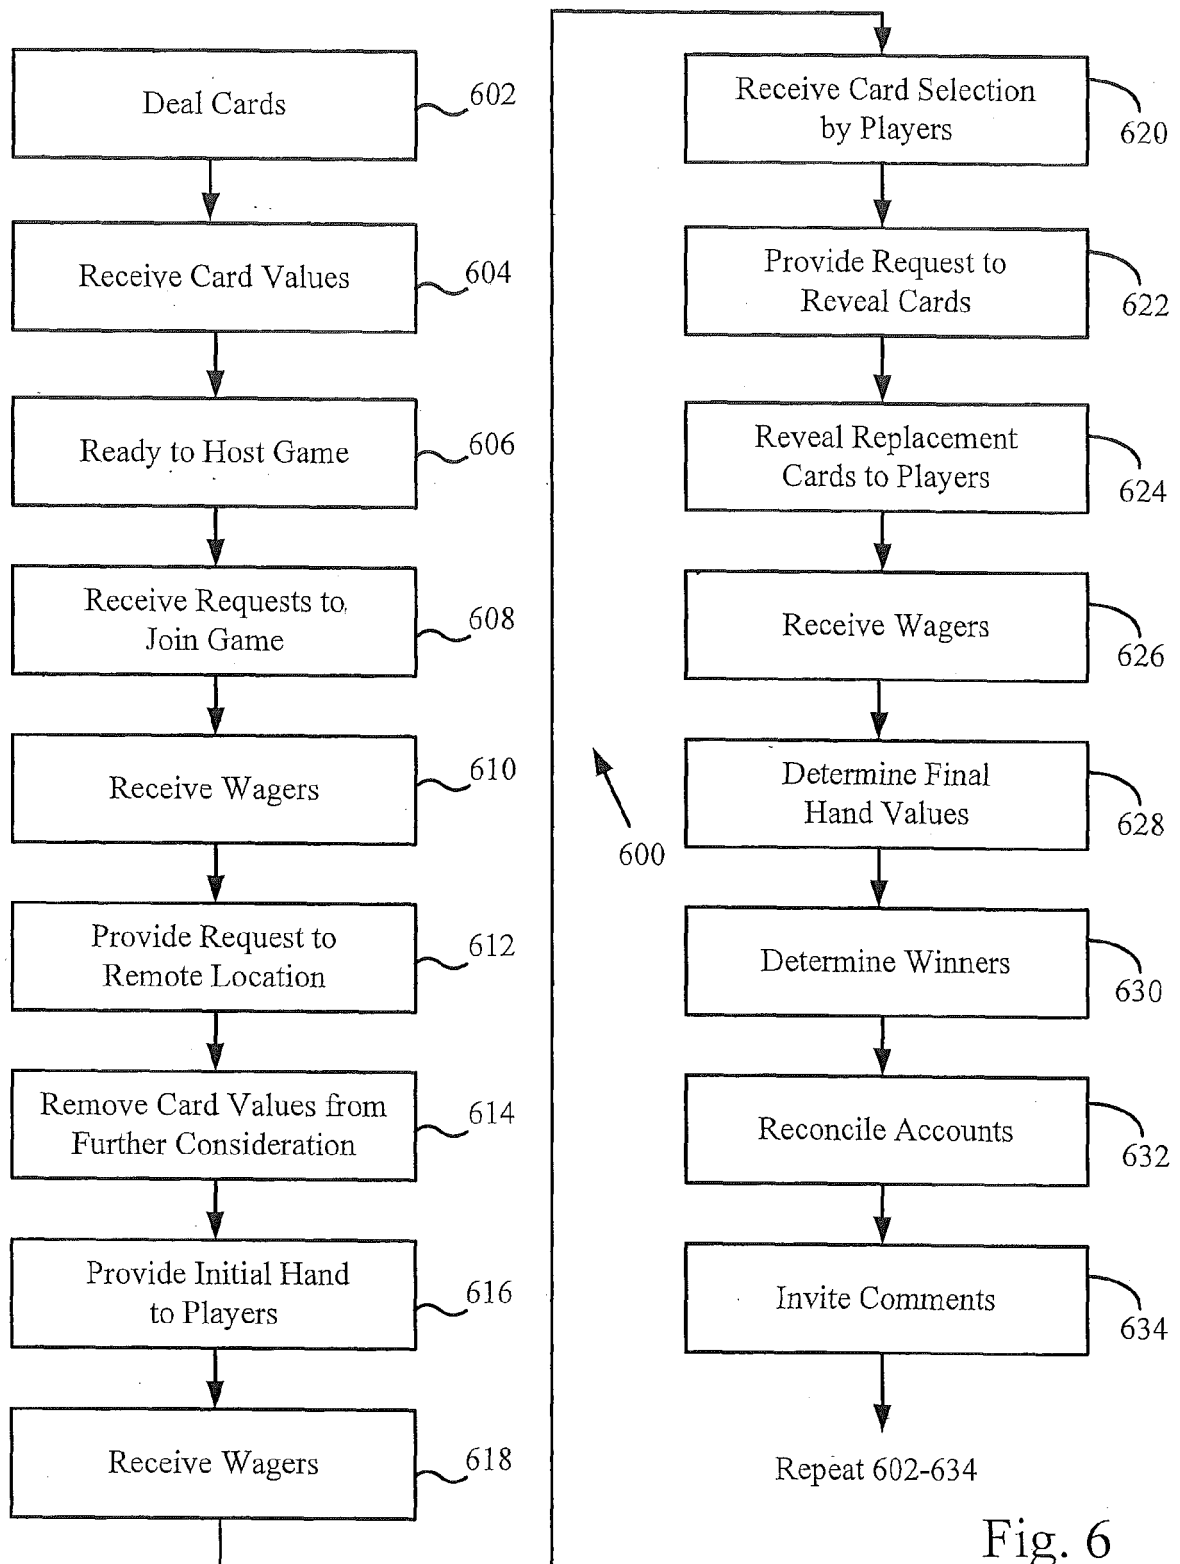 Deal Cards
602
Receive Card Values
604
Ready to Host Game
606
Receive Requests to
Join Game
608
Receive Wagers
610
Provide Request to
Remote Location
612
Remove Card Values from
Further Consideration
614
Provide Initial Hand
to Players
616
Receive Wagers
618
600
Receive Card Selection
by Players
620
Provide Request to
Reveal Cards
622
Reveal Replacement
Cards to Players
624
Receive Wagers
626
Determine Final
Hand Values
628
Determine Winners
630
Reconcile Accounts
632
Invite Comments
634
Repeat 602-634
Fig. 6